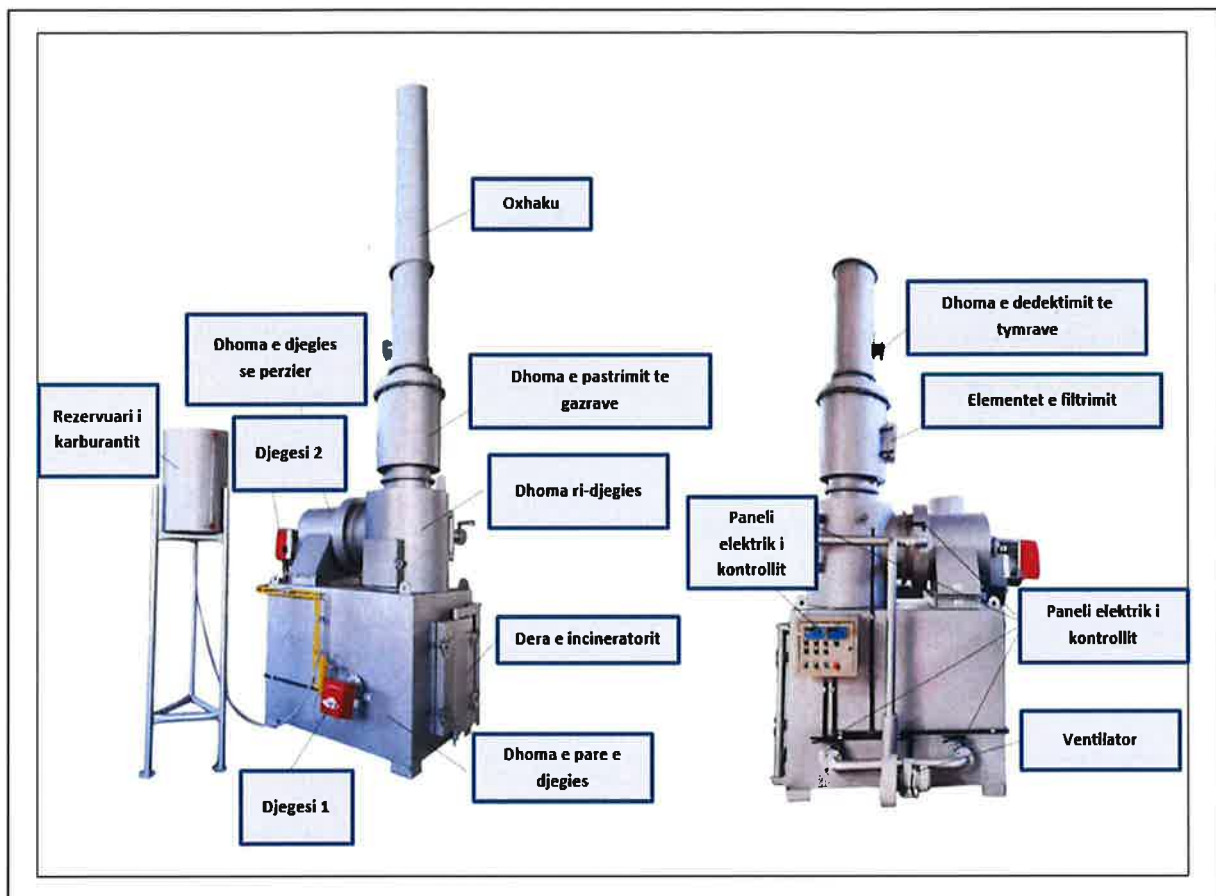 Oxhaku
Dhoma e djegies
se perzier
Dhoma e pastrimit te
gazrave
Rezervuari i
karburantit
Djegesi 2
Dhoma ri-djegies
Dera e incineratorit
Dhoma e pare e
djegies
Djegesi 1
Dhoma e dedektimit te
tymrave
Elementet e filtrimit
Paneli
elektrik i
kontrollit
Paneli elektrik i
kontrollit
Ventilator